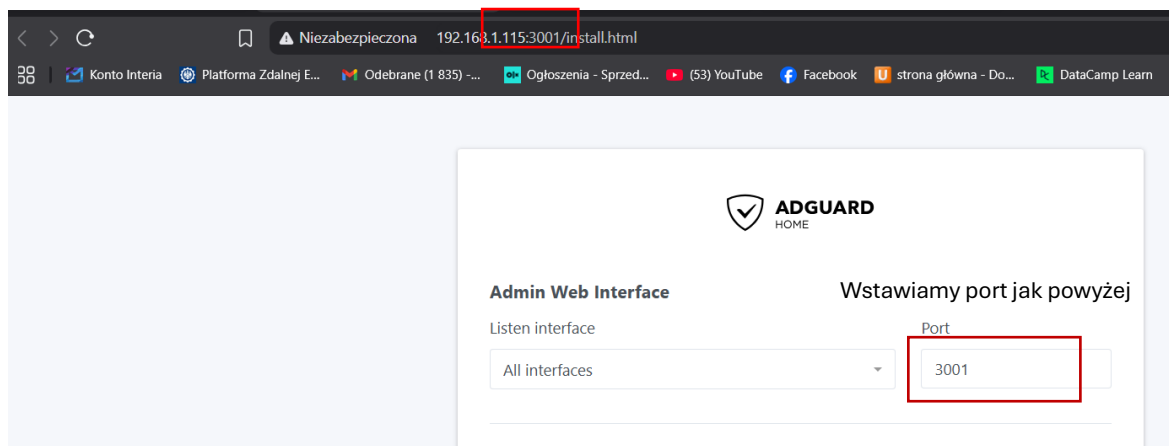 Niezabezpieczona 192.168.1.115:3001/install.html
Konto Interia Platforma Zdalnej E... Odebrane (1 835) -... Ogłoszenia - Sprzed... (53) YouTube Facebook strona główna - Do... DataCamp Learn
ADGUARD
HOME
Admin Web Interface Wstawiamy port jak powyżej
Listen interface Port
All interfaces 3001